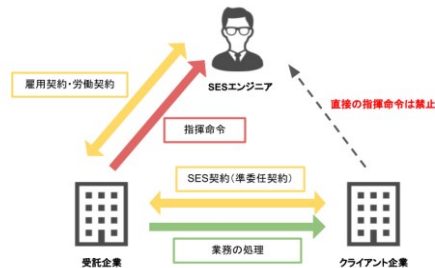 SESエンジニア
雇用契約・労働契約
直接の指揮命令は禁止
指揮命令
SES契約(準委任契約)
業務の処理
受託企業
クライアント企業